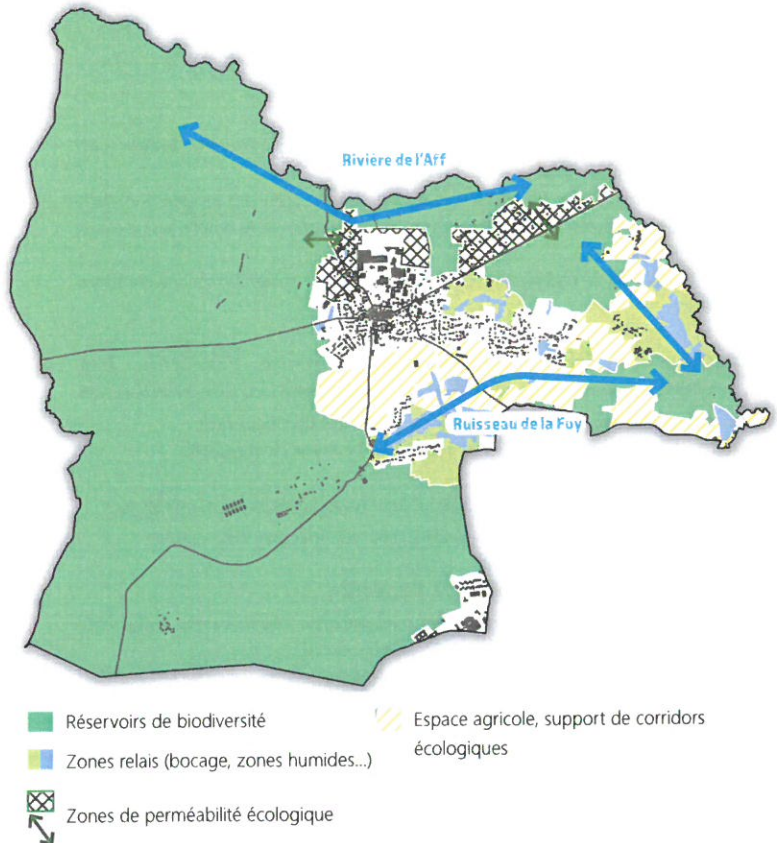 Rivière de l'Aff
Ruisseau de la Foy
Réservoirs de biodiversité
Zones relais (bocage, zones humides...)
Zones de perméabilité écologique
Espace agricole, support de corridors
écologiques